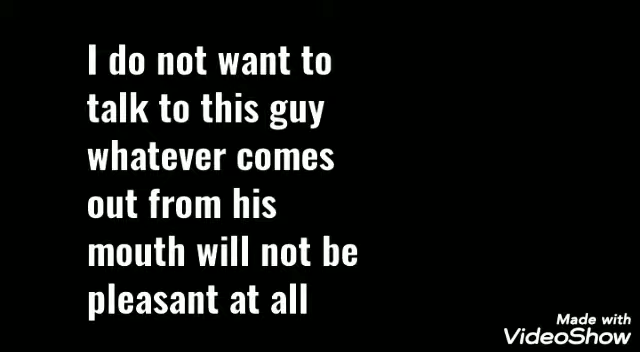 I do not want to
talk to this guy
whatever comes
out from his
mouth will not be
pleasant at all
Made with
VideoShow